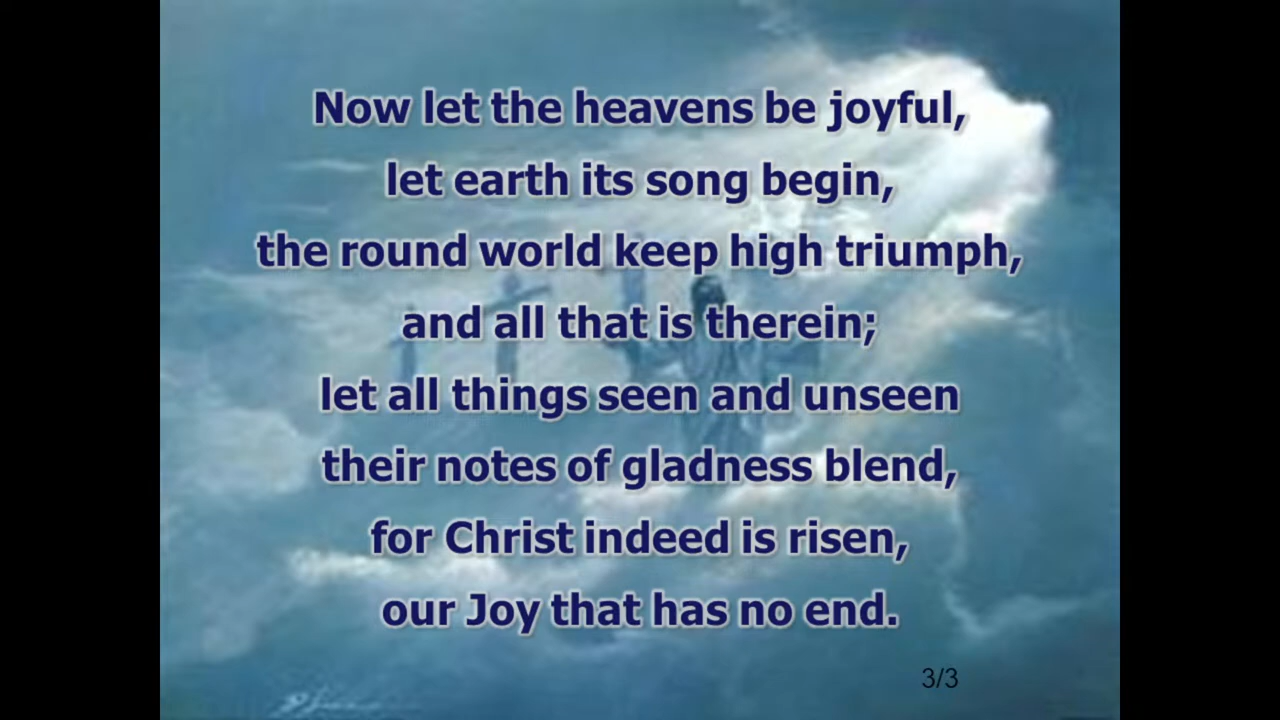 Now let the heavens be joyful,
let earth its song begin,
the round world keep high triumph,
and all that is therein;
let all things seen and unseen
their notes of gladness blend,
for Christ indeed is risen,
our Joy that has no end.
3/3